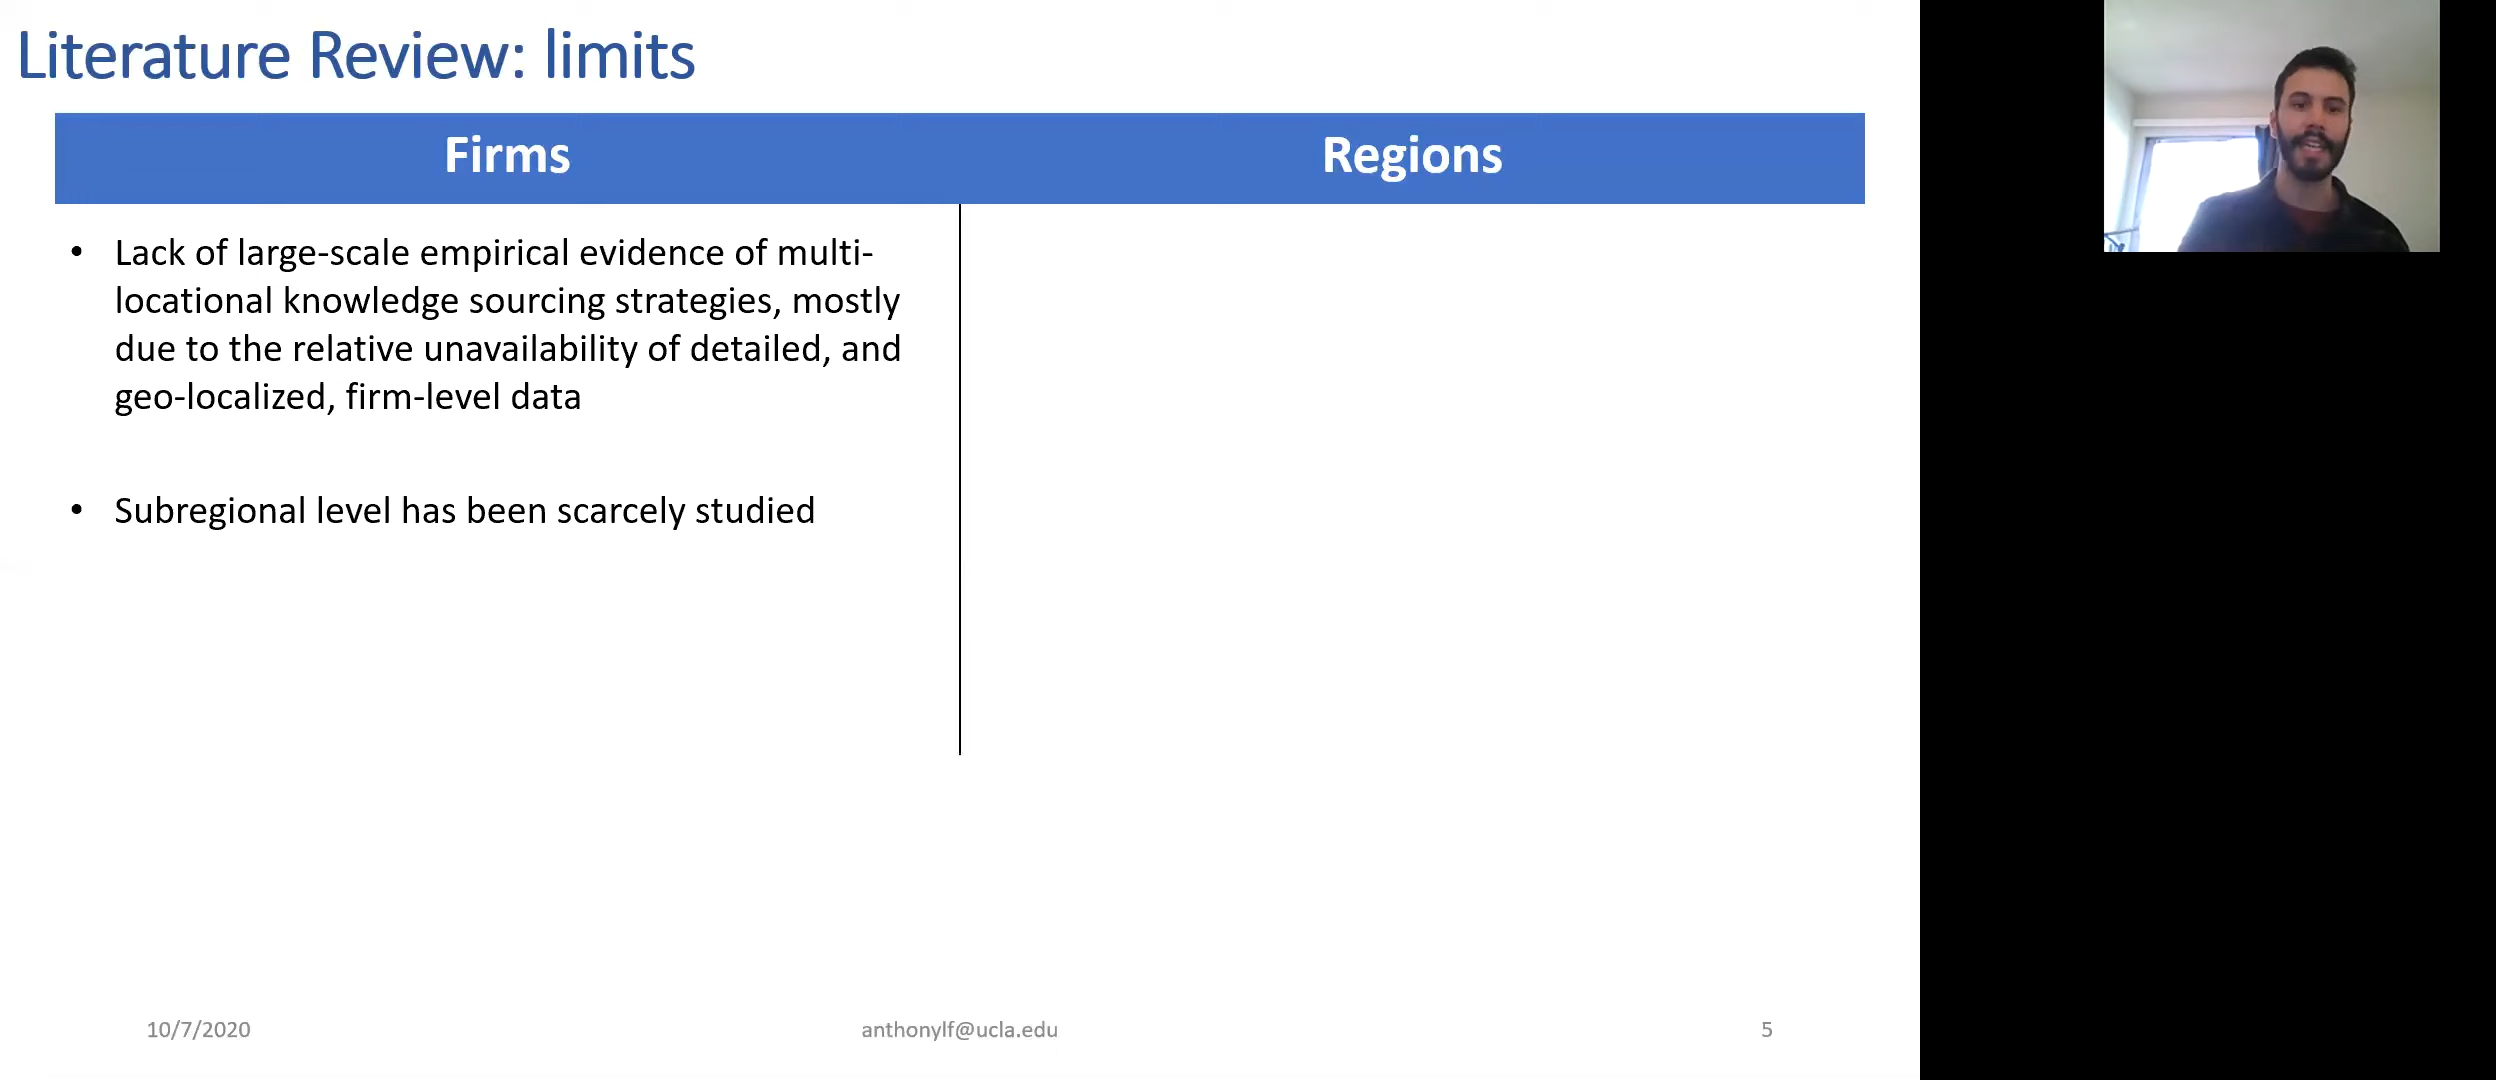 Literature Review: limits
Firms
Regions
• Lack of large-scale empirical evidence of multi-
locational knowledge sourcing strategies, mostly
due to the relative unavailability of detailed, and
geo-localized, firm-level data
• Subregional level has been scarcely studied
10/7/2020
anthonylf@ucla.edu
5